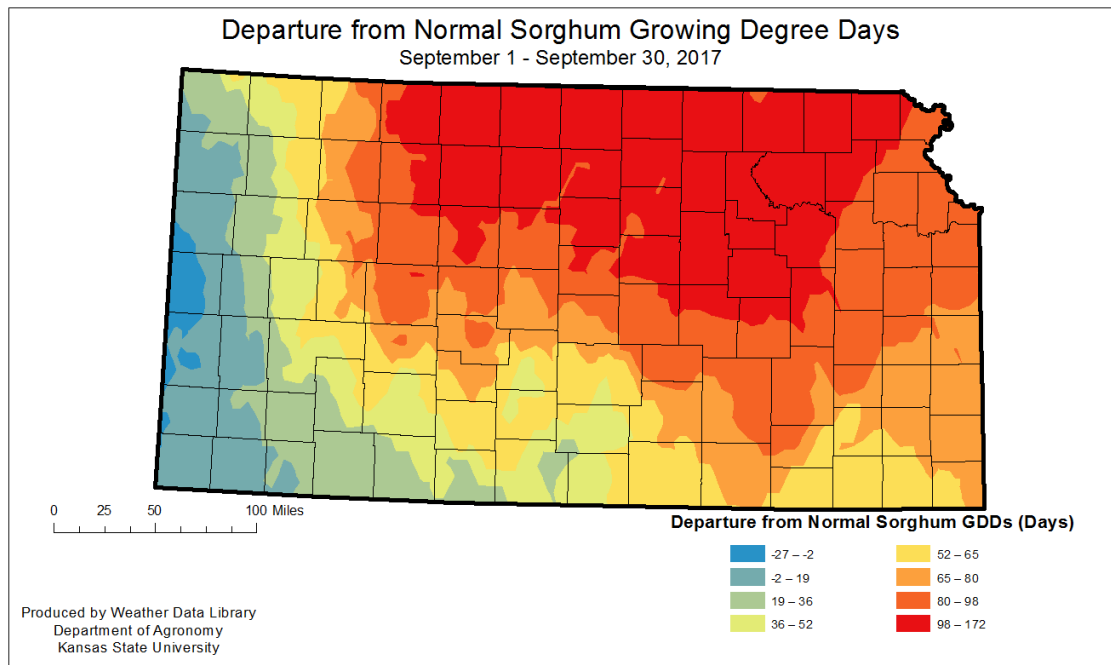 Departure from Normal Sorghum Growing Degree Days
September 1 - September 30, 2017
0 25 50 100 Miles
Departure from Normal Sorghum GDDs (Days)
-27 – -2
-2 – 19
19 – 36
36 – 52
52 – 65
65 – 80
80 – 98
98 – 172
Produced by Weather Data Library
Department of Agronomy
Kansas State University